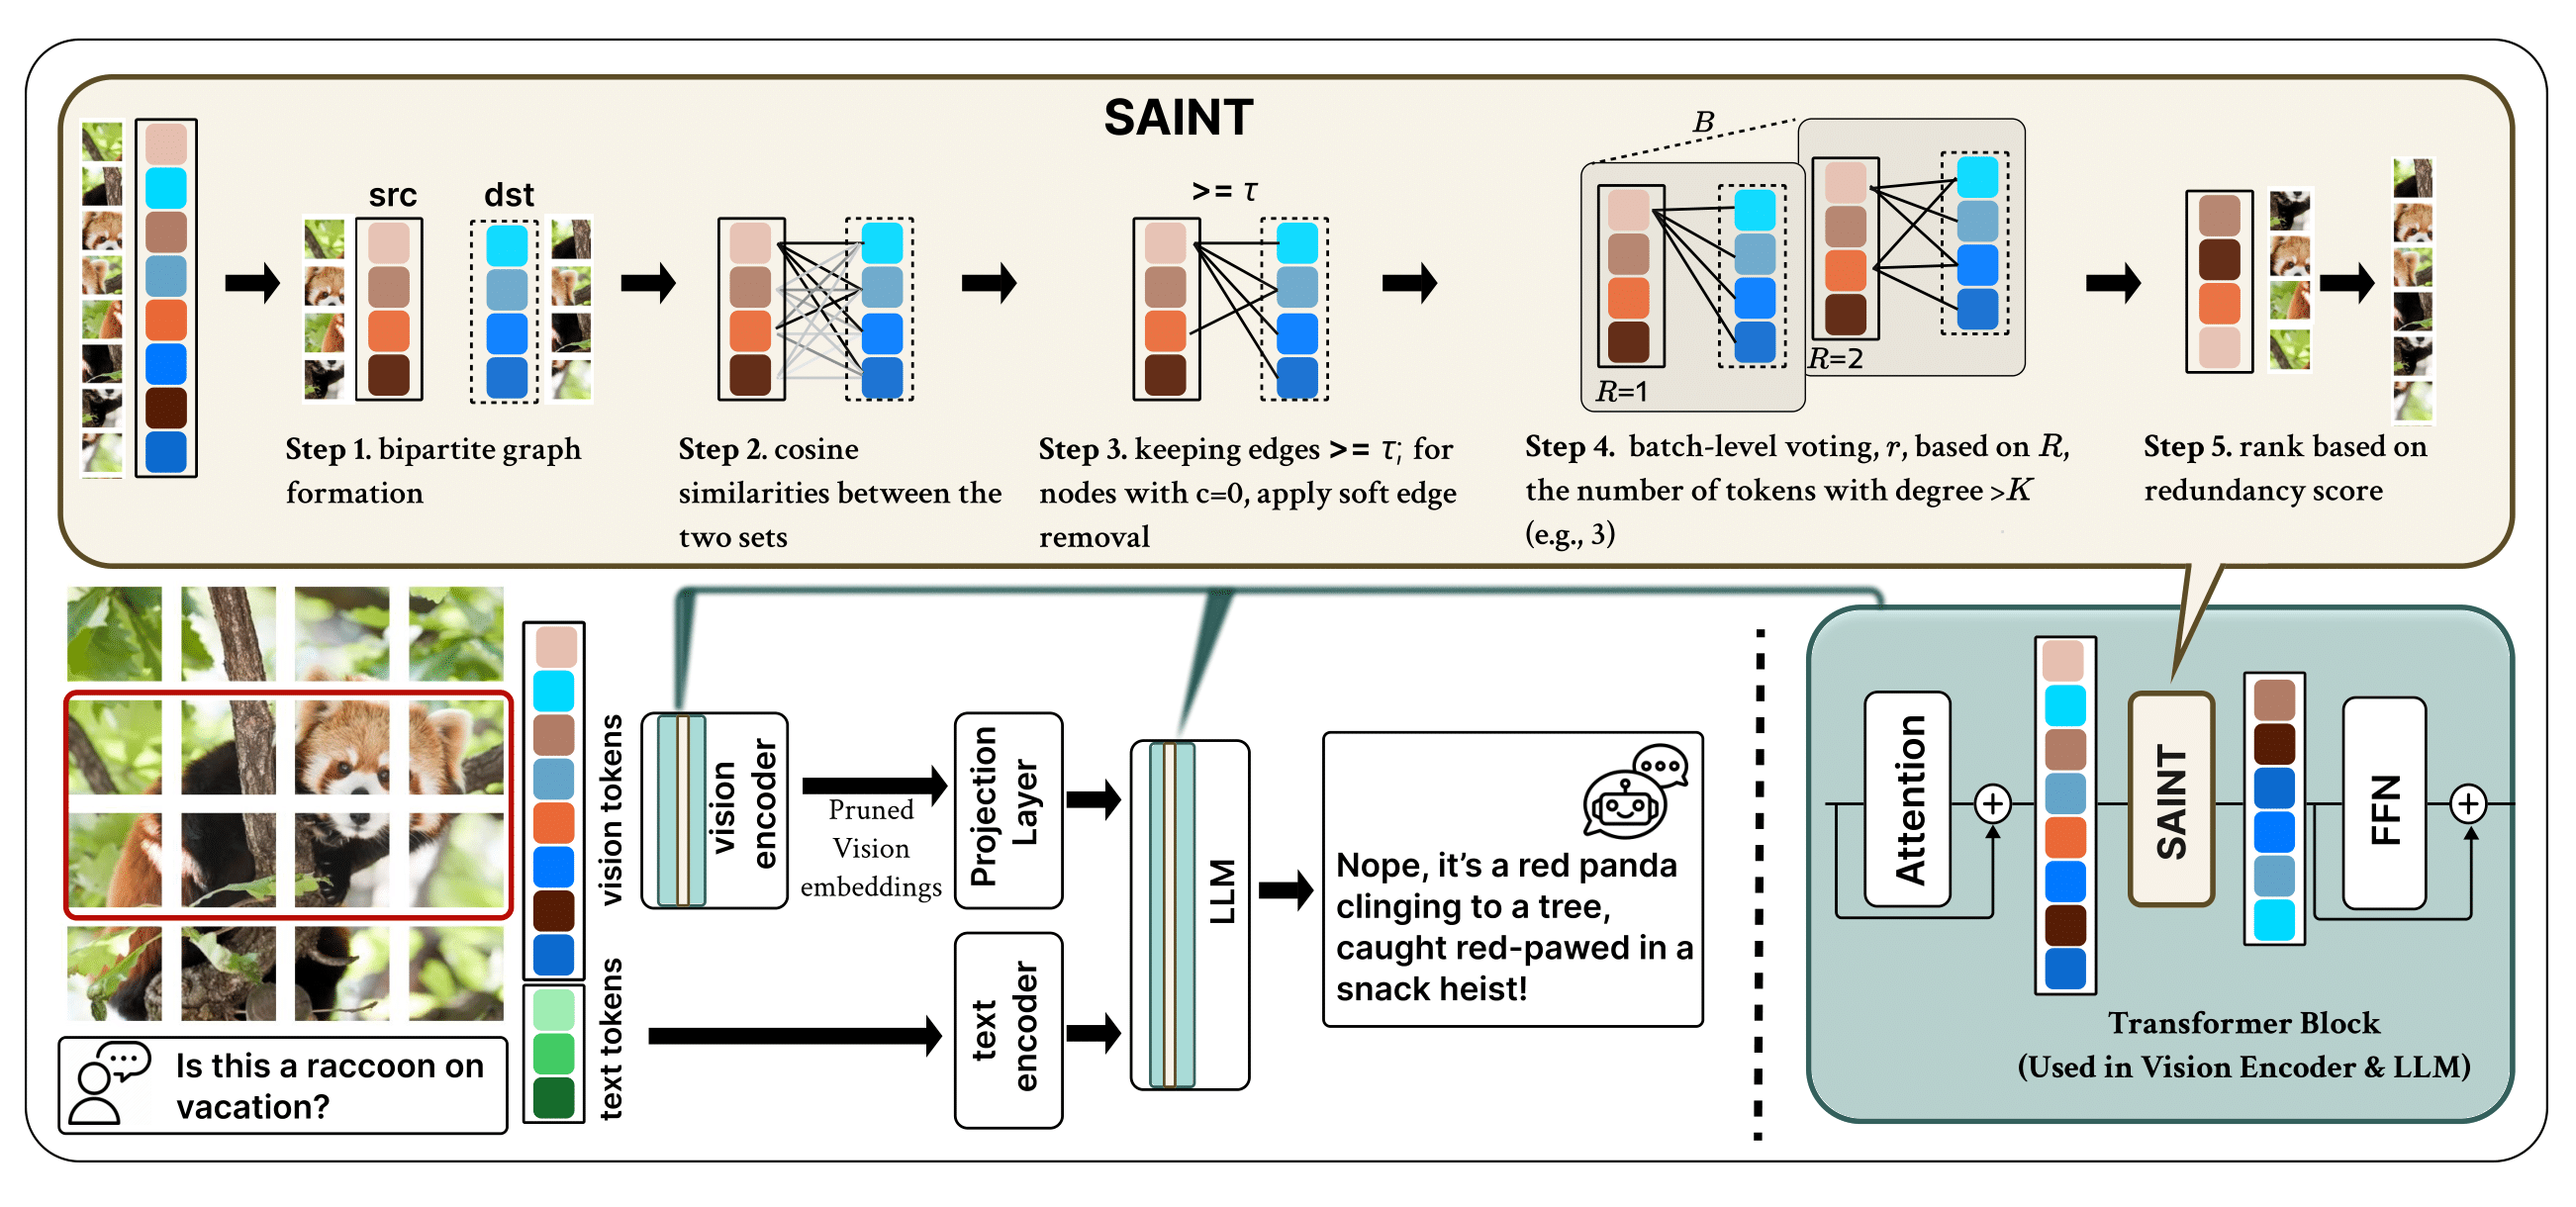 SAINT
src
dst
>= τ
B
R=1
R=2
Step 1. bipartite graph
formation
Step 2. cosine
similarities between the
two sets
Step 3. keeping edges >= τ; for
nodes with c=0, apply soft edge
removal
Step 4. batch-level voting, r, based on R,
the number of tokens with degree >K
(e.g., 3)
Step 5. rank based on
redundancy score
Is this a raccoon on
vacation?
vision tokens
text tokens
vision
encoder
Pruned
Vision
embeddings
Projection
Layer
text
encoder
LLM
Nope, it's a red panda
clinging to a tree,
caught red-pawed in a
snack heist!
Attention
+
SAINT
FFN
+
Transformer Block
(Used in Vision Encoder & LLM)